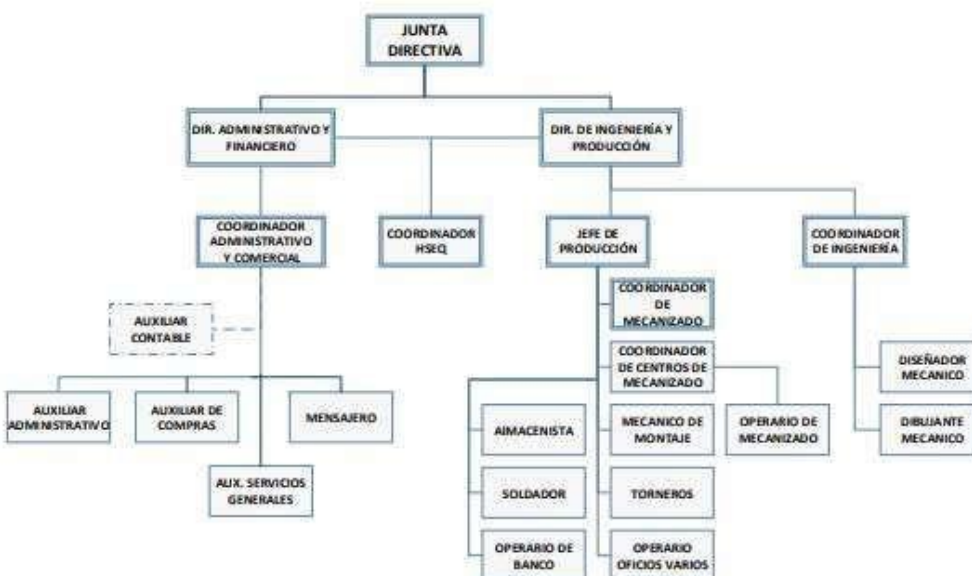 JUNTA
DIRECTIVA
DIR. ADMINISTRATIVO Y
FINANCIERO
DIR. DE INGENIERÍA Y
PRODUCCIÓN
COORDINADOR
ADMINISTRATIVO
Y COMERCIAL
COORDINADOR
HSEQ
JEFE DE
PRODUCCIÓN
COORDINADOR
DE INGENIERÍA
COORDINADOR
DE
MECANIZADO
AUXILIAR
CONTABLE
COORDINADOR
DE CENTROS DE
MECANIZADO
DISEÑADOR
MECANICO
AUXILIAR
ADMINISTRATIVO
AUXILIAR DE
COMPRAS
MENSAJERO
AIMACENISTA
MECANICO DE
MONTAJE
OPERARIO DE
MECANIZADO
DIBUJANTE
MECANICO
AUX. SERVICIOS
GENERALES
SOLDADOR
TORNEROS
OPERARIO DE
BANCO
OPERARIO
OFICIOS VARIOS